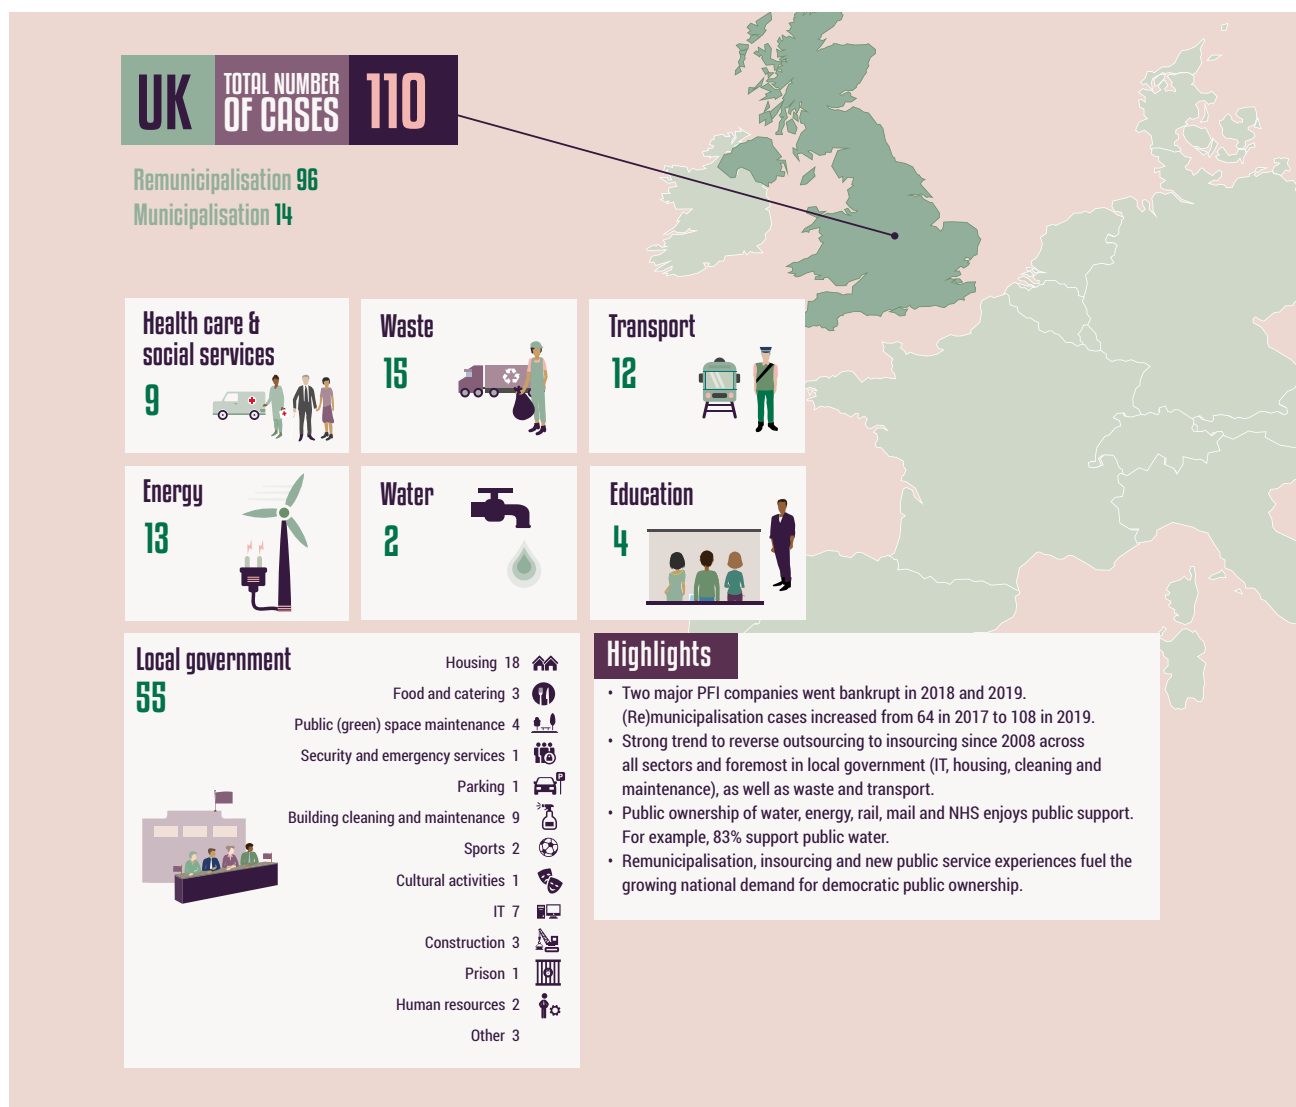 UK
TOTAL NUMBER
OF CASES
110
Remunicipalisation 96
Municipalisation 14
Health care &
social services
9
Waste
15
Transport
12
Energy
13
Water
2
Education
4
Local government
55
Housing 18
Food and catering 3
Public (green) space maintenance 4
Security and emergency services 1
Parking 1
P
Building cleaning and maintenance 9
Sports 2
Cultural activities 1
IT 7
Construction 3
Prison 1
Human resources 2
Other 3
Highlights
• Two major PFI companies went bankrupt in 2018 and 2019.
(Re)municipalisation cases increased from 64 in 2017 to 108 in 2019.
• Strong trend to reverse outsourcing to insourcing since 2008 across
all sectors and foremost in local government (IT, housing, cleaning and
maintenance), as well as waste and transport.
• Public ownership of water, energy, rail, mail and NHS enjoys public support.
For example, 83% support public water.
• Remunicipalisation, insourcing and new public service experiences fuel the
growing national demand for democratic public ownership.